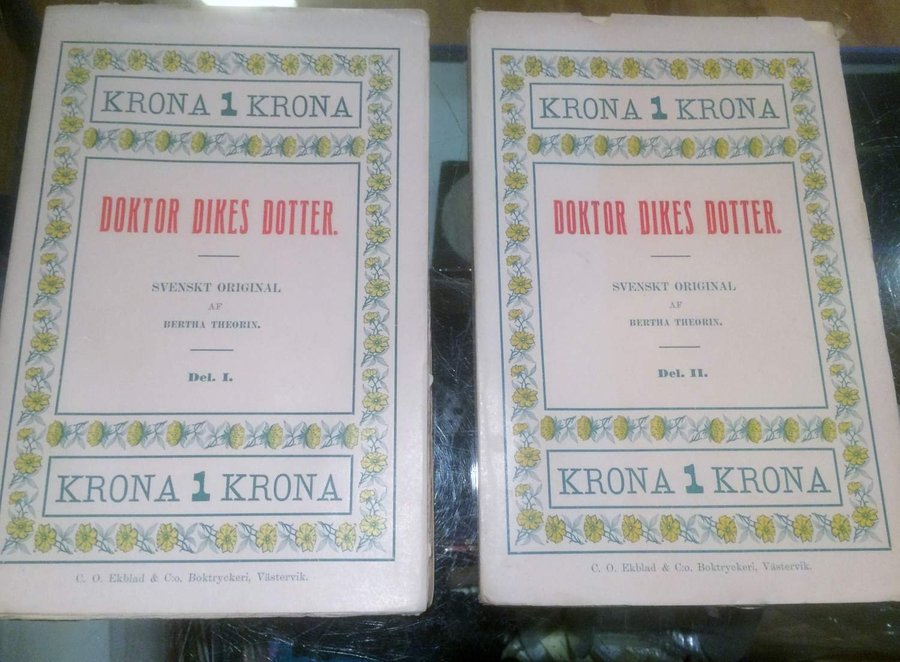 KRONA 1 KRONA
DOKTOR DIKES DOTTER.
SVENSKT ORIGINAL
AF
BERTHA THEORIN.
Del. I.
KRONA 1 KRONA
C. O. Ekblad & C:o. Boktryckeri, Västervik.
KRONA 1 KRONA
DOKTOR DIKES DOTTER.
SVENSKT ORIGINAL
AF
BERTHA THEORIN.
Del. II.
KRONA 1 KRONA
C. O. Ekblad & C:o. Boktryckeri, Västervik.